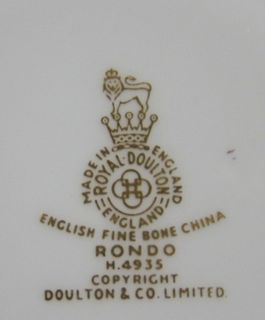 MADE IN ENGLAND
ROYAL · DOULTON
ENGLAND
ENGLISH FINE BONE CHINA
RONDO
H.4935
COPYRIGHT
DOULTON & CO. LIMITED.